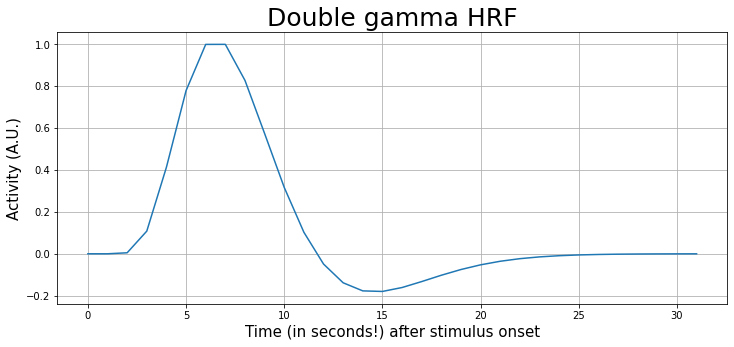 Double gamma HRF
Activity (A.U.)
1.0
0.8
0.6
0.4
0.2
0.0
−0.2
0 5 10 15 20 25 30
Time (in seconds!) after stimulus onset